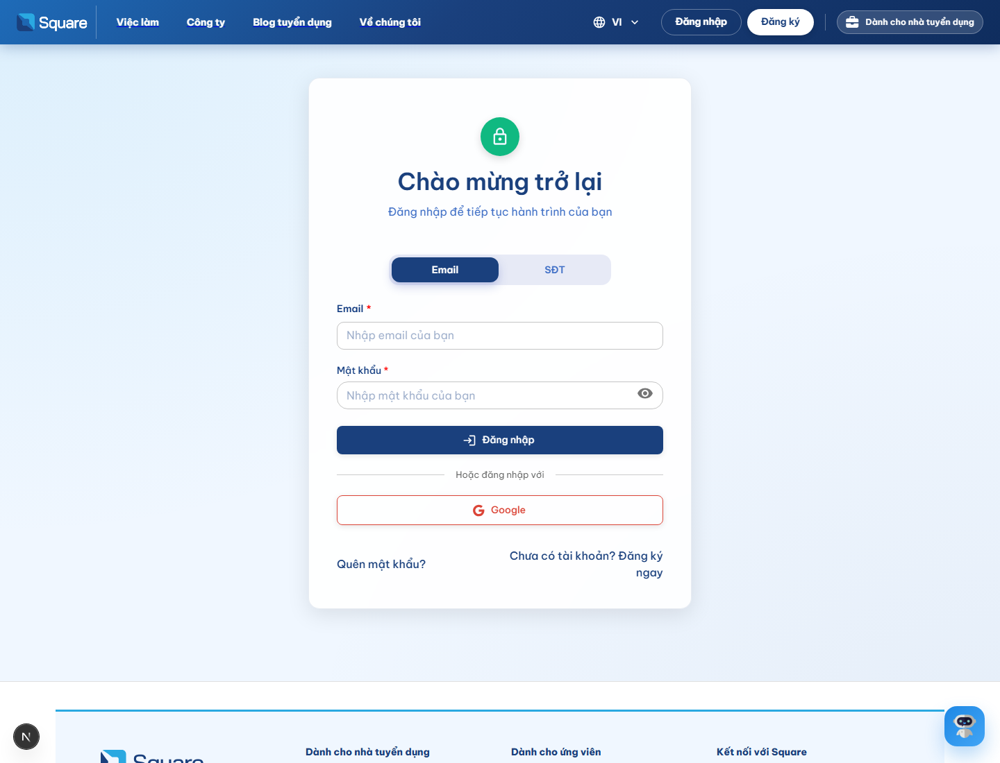 Square
Việc làm
Công ty
Blog tuyển dụng
Về chúng tôi
VI
Đăng nhập
Đăng ký
Dành cho nhà tuyển dụng
Chào mừng trở lại
Đăng nhập để tiếp tục hành trình của bạn
Email
SĐT
Email *
Nhập email của bạn
Mật khẩu *
Nhập mật khẩu của bạn
Đăng nhập
Hoặc đăng nhập với
Google
Quên mật khẩu?
Chưa có tài khoản? Đăng ký
ngay
N
Square
Dành cho nhà tuyển dụng
Dành cho ứng viên
Kết nối với Square